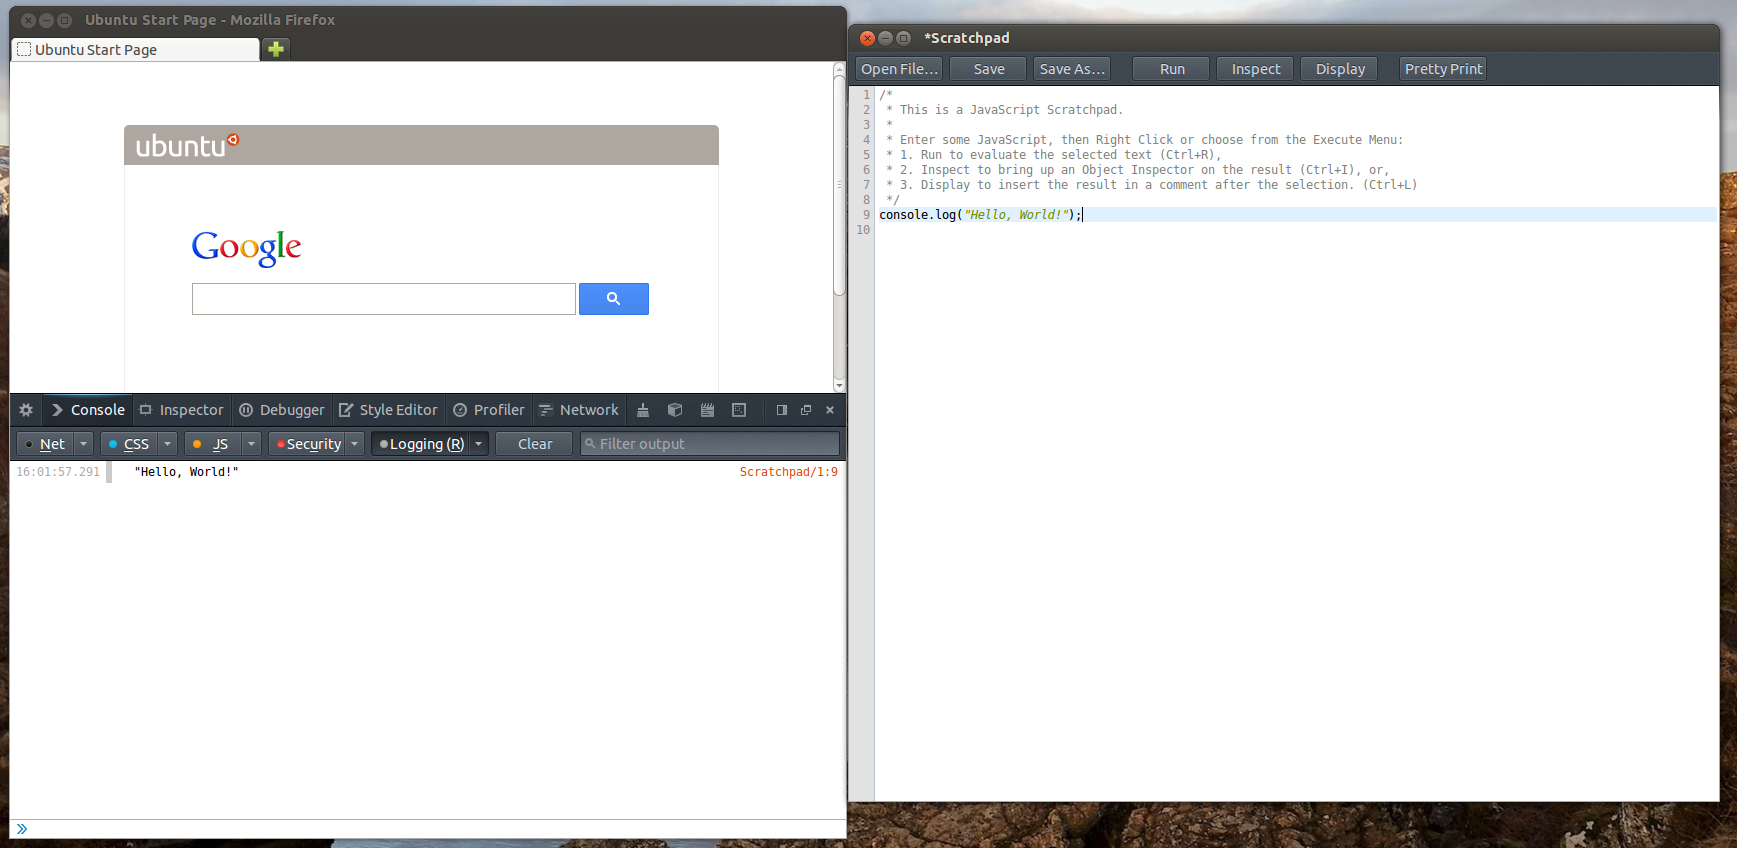 Ubuntu Start Page - Mozilla Firefox
Ubuntu Start Page
ubuntu
Google
Console Inspector Debugger Style Editor Profiler Network
Net CSS JS Security Logging (R) Clear Filter output
16:01:57.291 "Hello, World!" Scratchpad/1:9
*Scratchpad
Open File... Save Save As... Run Inspect Display Pretty Print
1 /*
2  * This is a JavaScript Scratchpad.
3  *
4  * Enter some JavaScript, then Right Click or choose from the Execute Menu:
5  * 1. Run to evaluate the selected text (Ctrl+R),
6  * 2. Inspect to bring up an Object Inspector on the result (Ctrl+I), or,
7  * 3. Display to insert the result in a comment after the selection. (Ctrl+L)
8  */
9 console.log("Hello, World!");
10